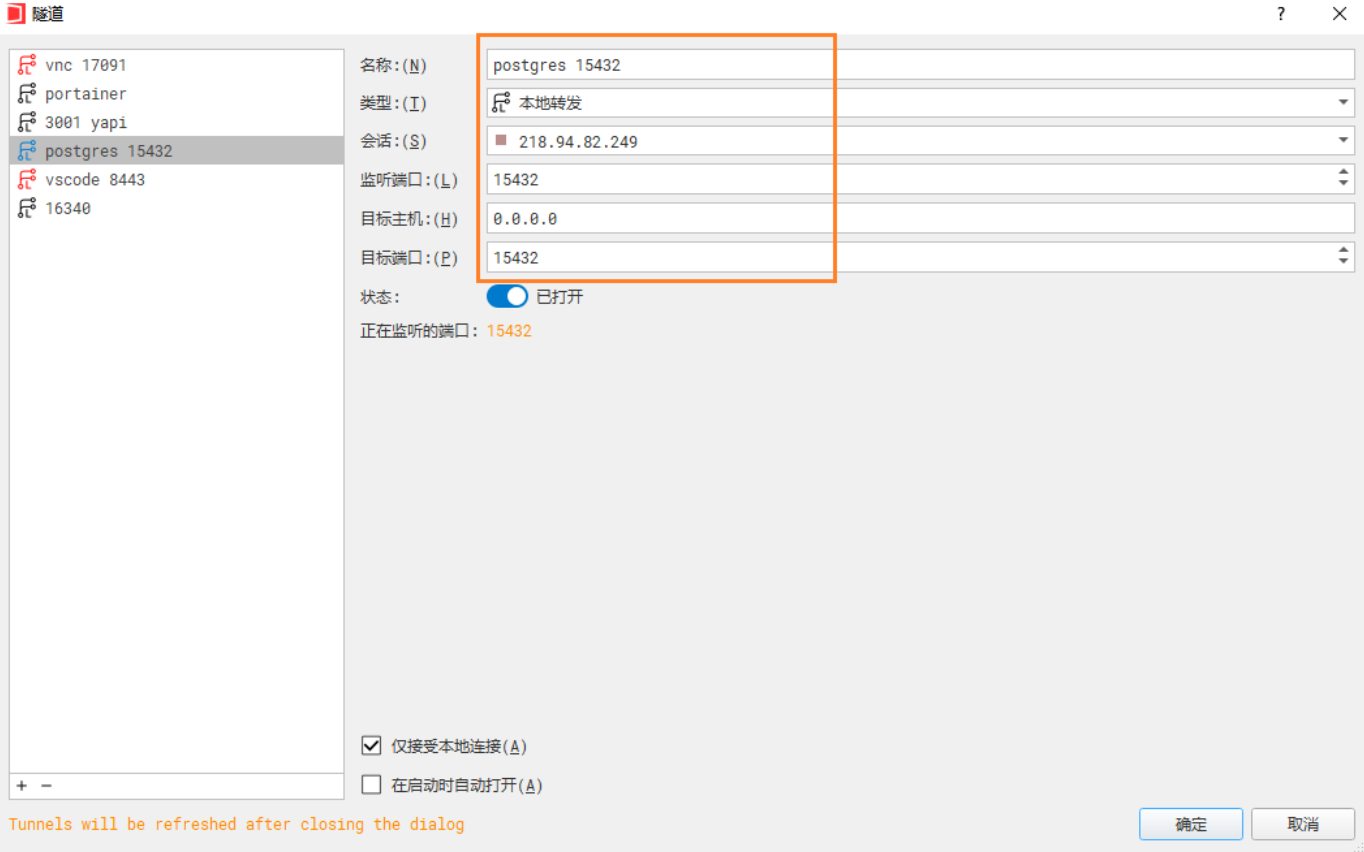 隧道
?
vnc 17091
portainer
3001 yapi
postgres 15432
vscode 8443
16340
名称:(N) postgres 15432
类型:(T) 本地转发
会话:(S) 218.94.82.249
监听端口:(L) 15432
目标主机:(H) 0.0.0.0
目标端口:(P) 15432
状态: 已打开
正在监听的端口: 15432
仅接受本地连接(A)
在启动时自动打开(A)
+ −
Tunnels will be refreshed after closing the dialog
确定 取消